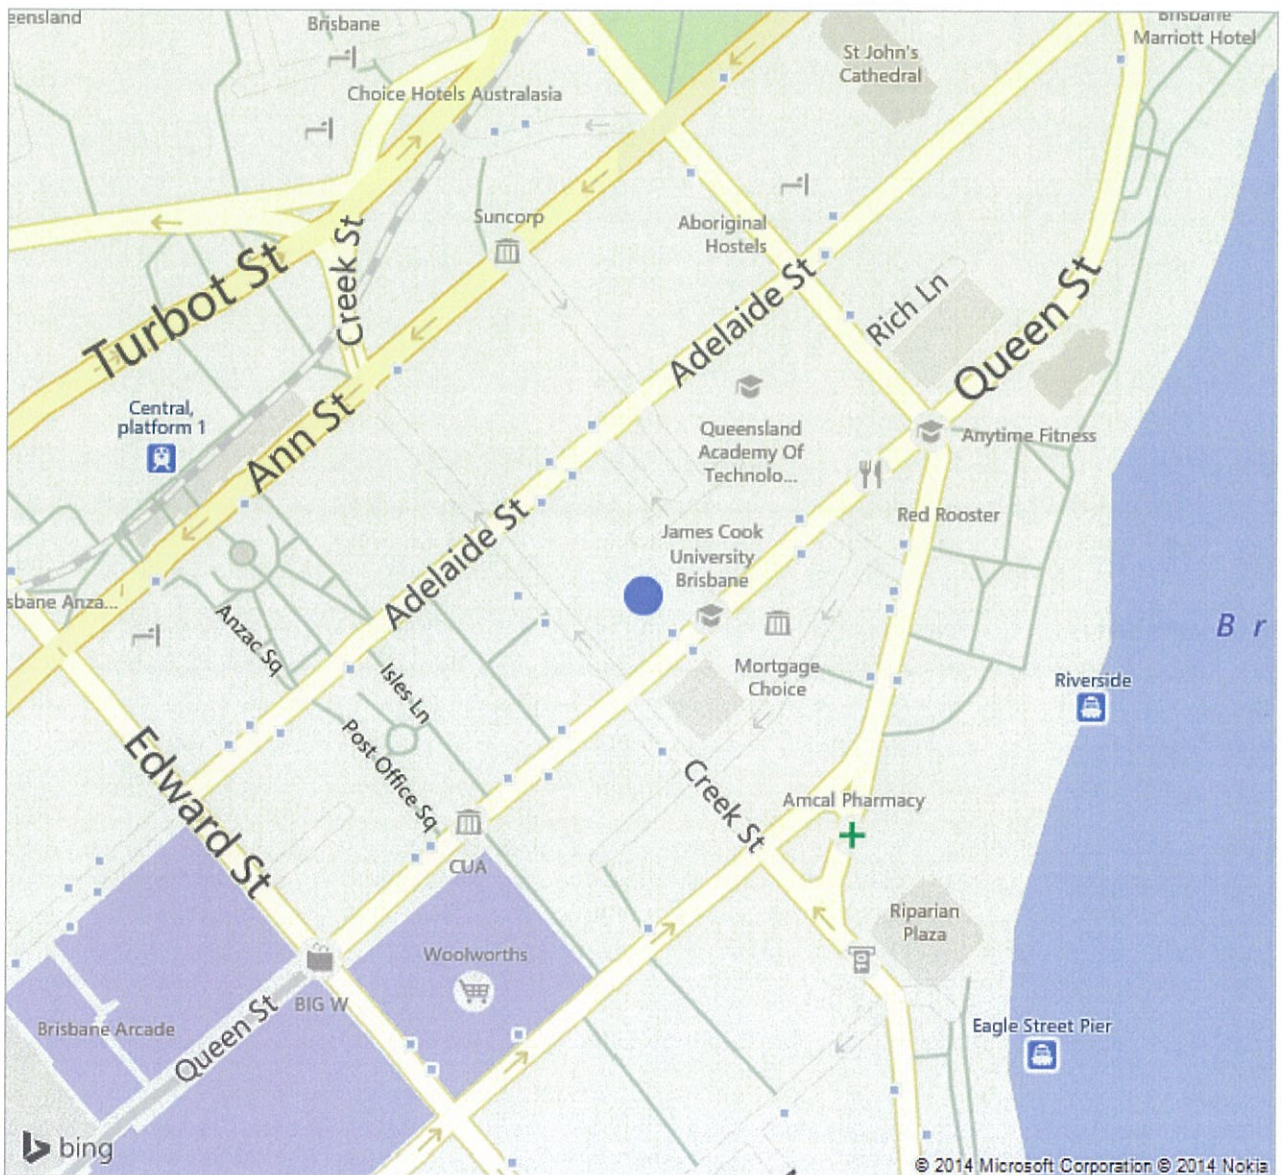 eensland
Brisbane
Brisbane
Marriott Hotel
St John's
Cathedral
Choice Hotels Australasia
Suncorp
Aboriginal
Hostels
Turbot St
Creek St
Adelaide St
Rich Ln
Queen St
Central,
platform 1
Ann St
Queensland
Academy Of
Technolo...
Anytime Fitness
Red Rooster
Adelaide St
James Cook
University
Brisbane
sbane Anza...
Anzac Sq
Isles Ln
Br
Mortgage
Choice
Riverside
Edward St
Post Office Sq
Creek St
Amcal Pharmacy
CUA
Riparian
Plaza
Woolworths
BIG W
Brisbane Arcade
Queen St
Eagle Street Pier
bing
© 2014 Microsoft Corporation © 2014 Nokia